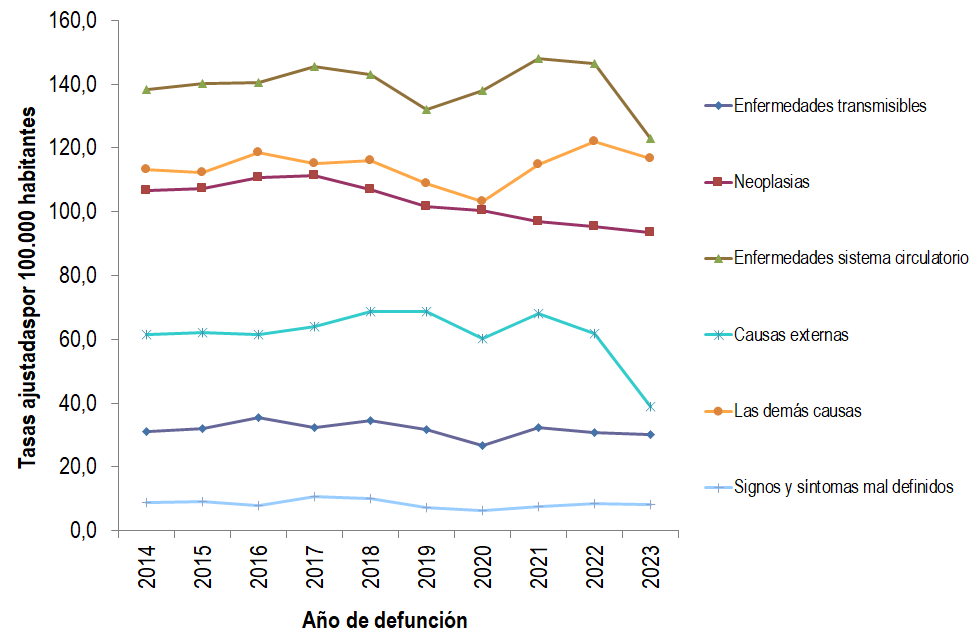 160,0
140,0
120,0
100,0
80,0
60,0
40,0
20,0
0,0
Tasas ajustadaspor 100.000 habitantes
2014
2015
2016
2017
2018
2019
2020
2021
2022
2023
Año de defunción
Enfermedades transmisibles
Neoplasias
Enfermedades sistema circulatorio
Causas externas
Las demás causas
Signos y síntomas mal definidos